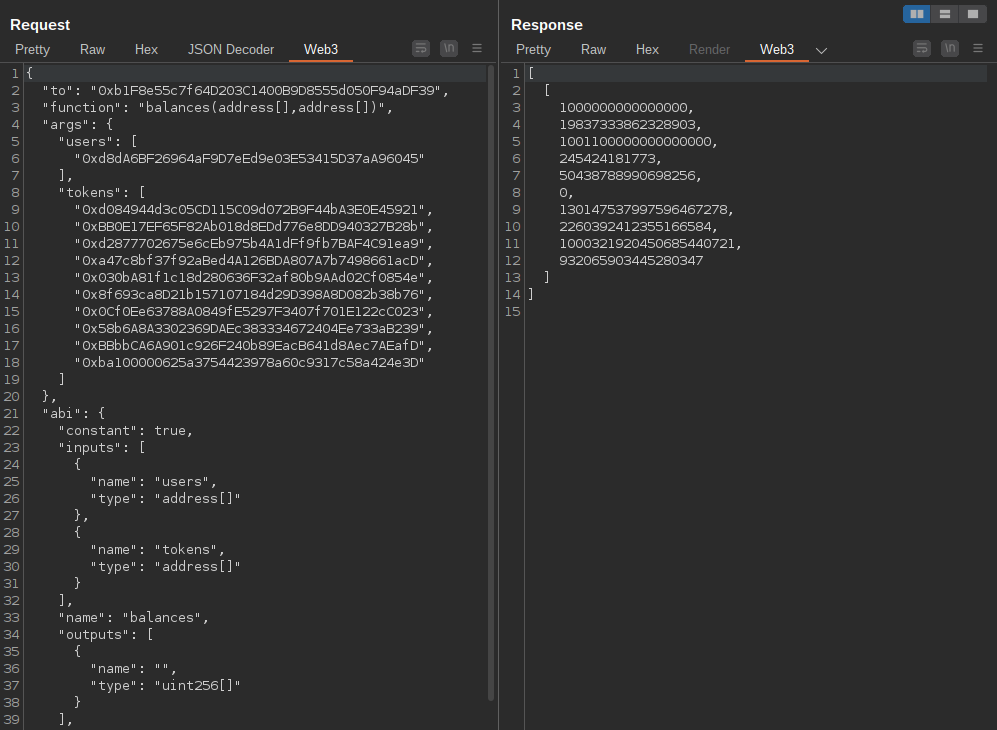 Request
Pretty Raw Hex JSON Decoder Web3 \n
1 {
2 "to": "0xb1F8e55c7f64D203C1400B9D8555d050F94aDF39",
3 "function": "balances(address[],address[])",
4 "args": {
5 "users": [
6 "0xd8dA6BF26964aF9D7eEd9e03E53415D37aA96045"
7 ],
8 "tokens": [
9 "0xd084944d3c05CD115C09d072B9F44bA3E0E45921",
10 "0xBB0E17EF65F82Ab018d8EDd776e8DD940327B28b",
11 "0xd2877702675e6cEb975b4A1dFf9fb7BAF4C91ea9",
12 "0xa47c8bf37f92aBed4A126BDA807A7b7498661acD",
13 "0x030bA81f1c18d280636F32af80b9AAd02Cf0854e",
14 "0x8f693ca8D21b157107184d29D398A8D082b38b76",
15 "0x0Cf0Ee63788A0849fE5297F3407f701E122cC023",
16 "0x58b6A8A3302369DAEc383334672404Ee733aB239",
17 "0xBBbbCA6A901c926F240b89EacB641d8Aec7AEafD",
18 "0xba100000625a3754423978a60c9317c58a424e3D"
19 ]
20 },
21 "abi": {
22 "constant": true,
23 "inputs": [
24 {
25 "name": "users",
26 "type": "address[]"
27 },
28 {
29 "name": "tokens",
30 "type": "address[]"
31 }
32 ],
33 "name": "balances",
34 "outputs": [
35 {
36 "name": "",
37 "type": "uint256[]"
38 }
39 ],
Response
Pretty Raw Hex Render Web3 \n
1 [
2 [
3 1000000000000000,
4 19837333862328903,
5 1001100000000000000,
6 245424181773,
7 50438788990698256,
8 0,
9 130147537997596467278,
10 2260392412355166584,
11 1000321920450685440721,
12 932065903445280347
13 ]
14 ]
15